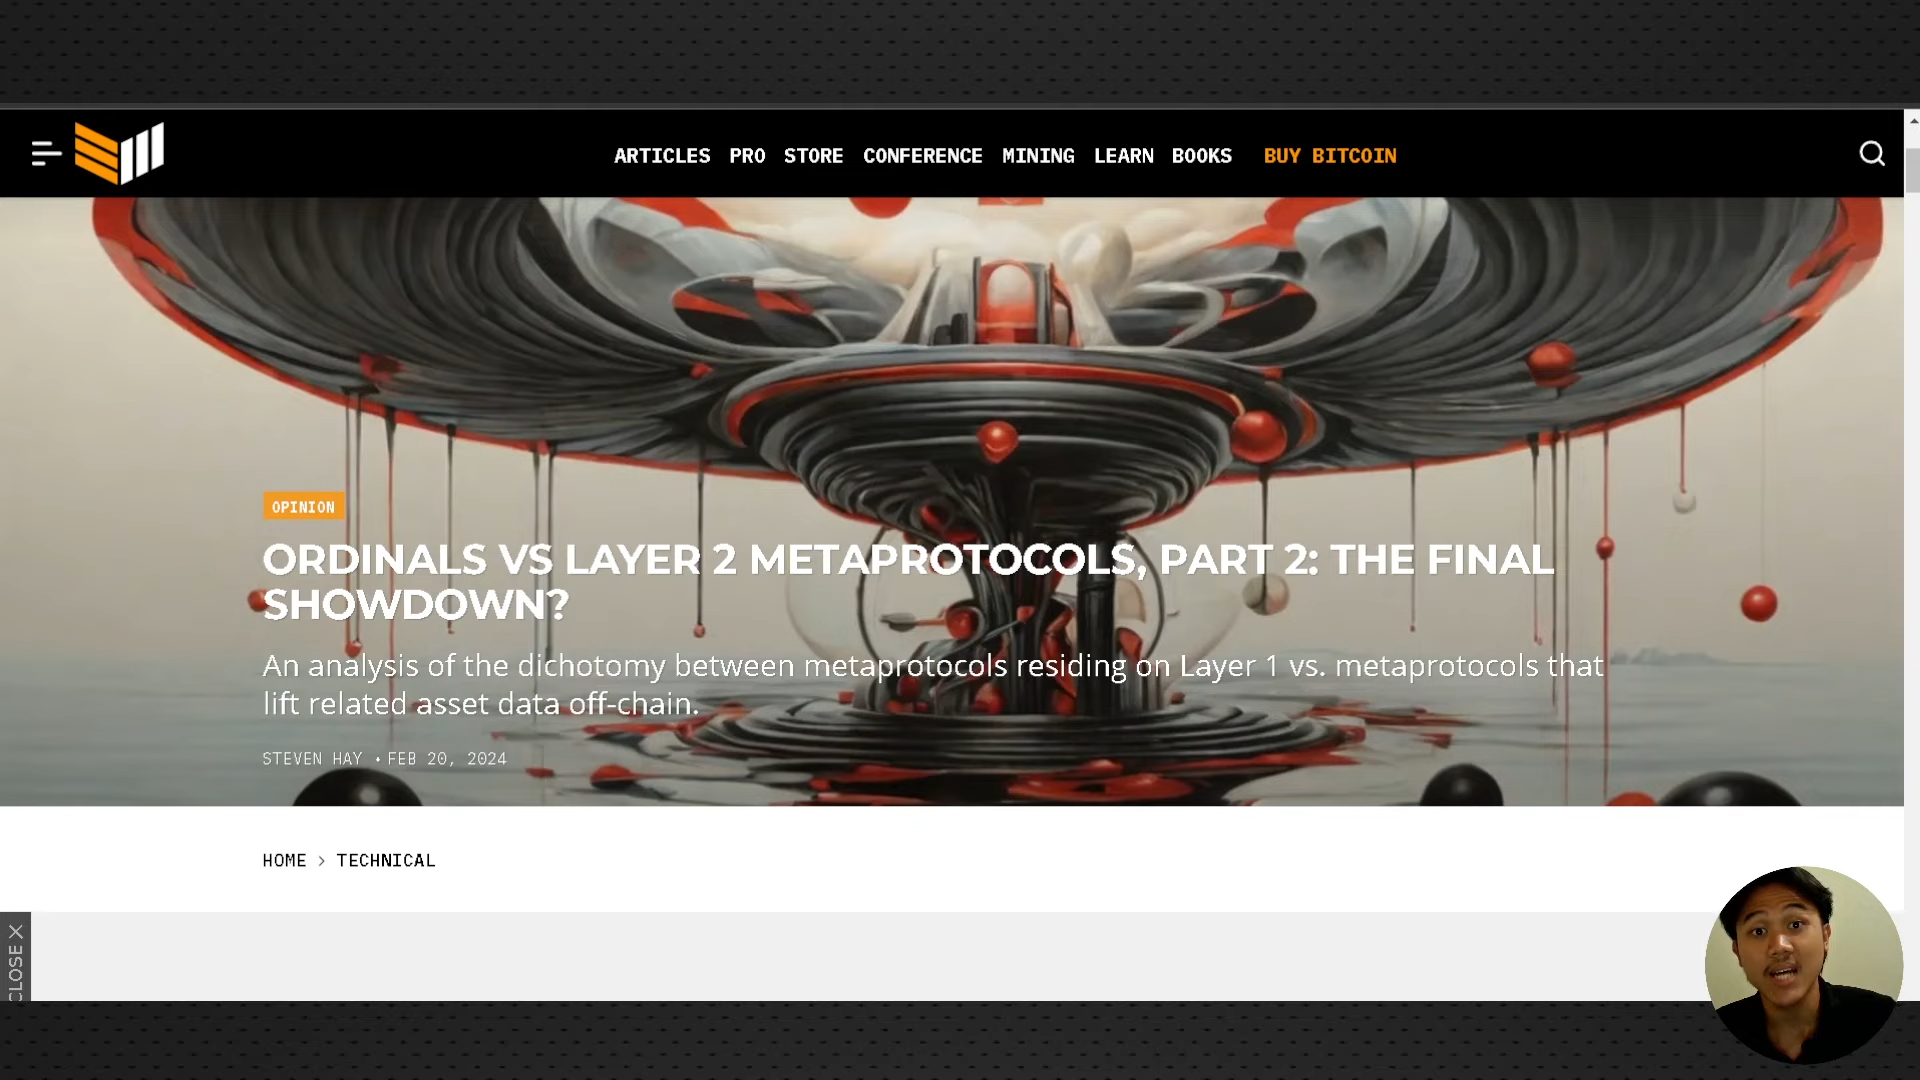 ARTICLES PRO STORE CONFERENCE MINING LEARN BOOKS BUY BITCOIN
OPINION
ORDINALS VS LAYER 2 METAPROTOCOLS, PART 2: THE FINAL
SHOWDOWN?
An analysis of the dichotomy between metaprotocols residing on Layer 1 vs. metaprotocols that
lift related asset data off-chain.
STEVEN HAY • FEB 20, 2024
HOME > TECHNICAL
CLOSE X